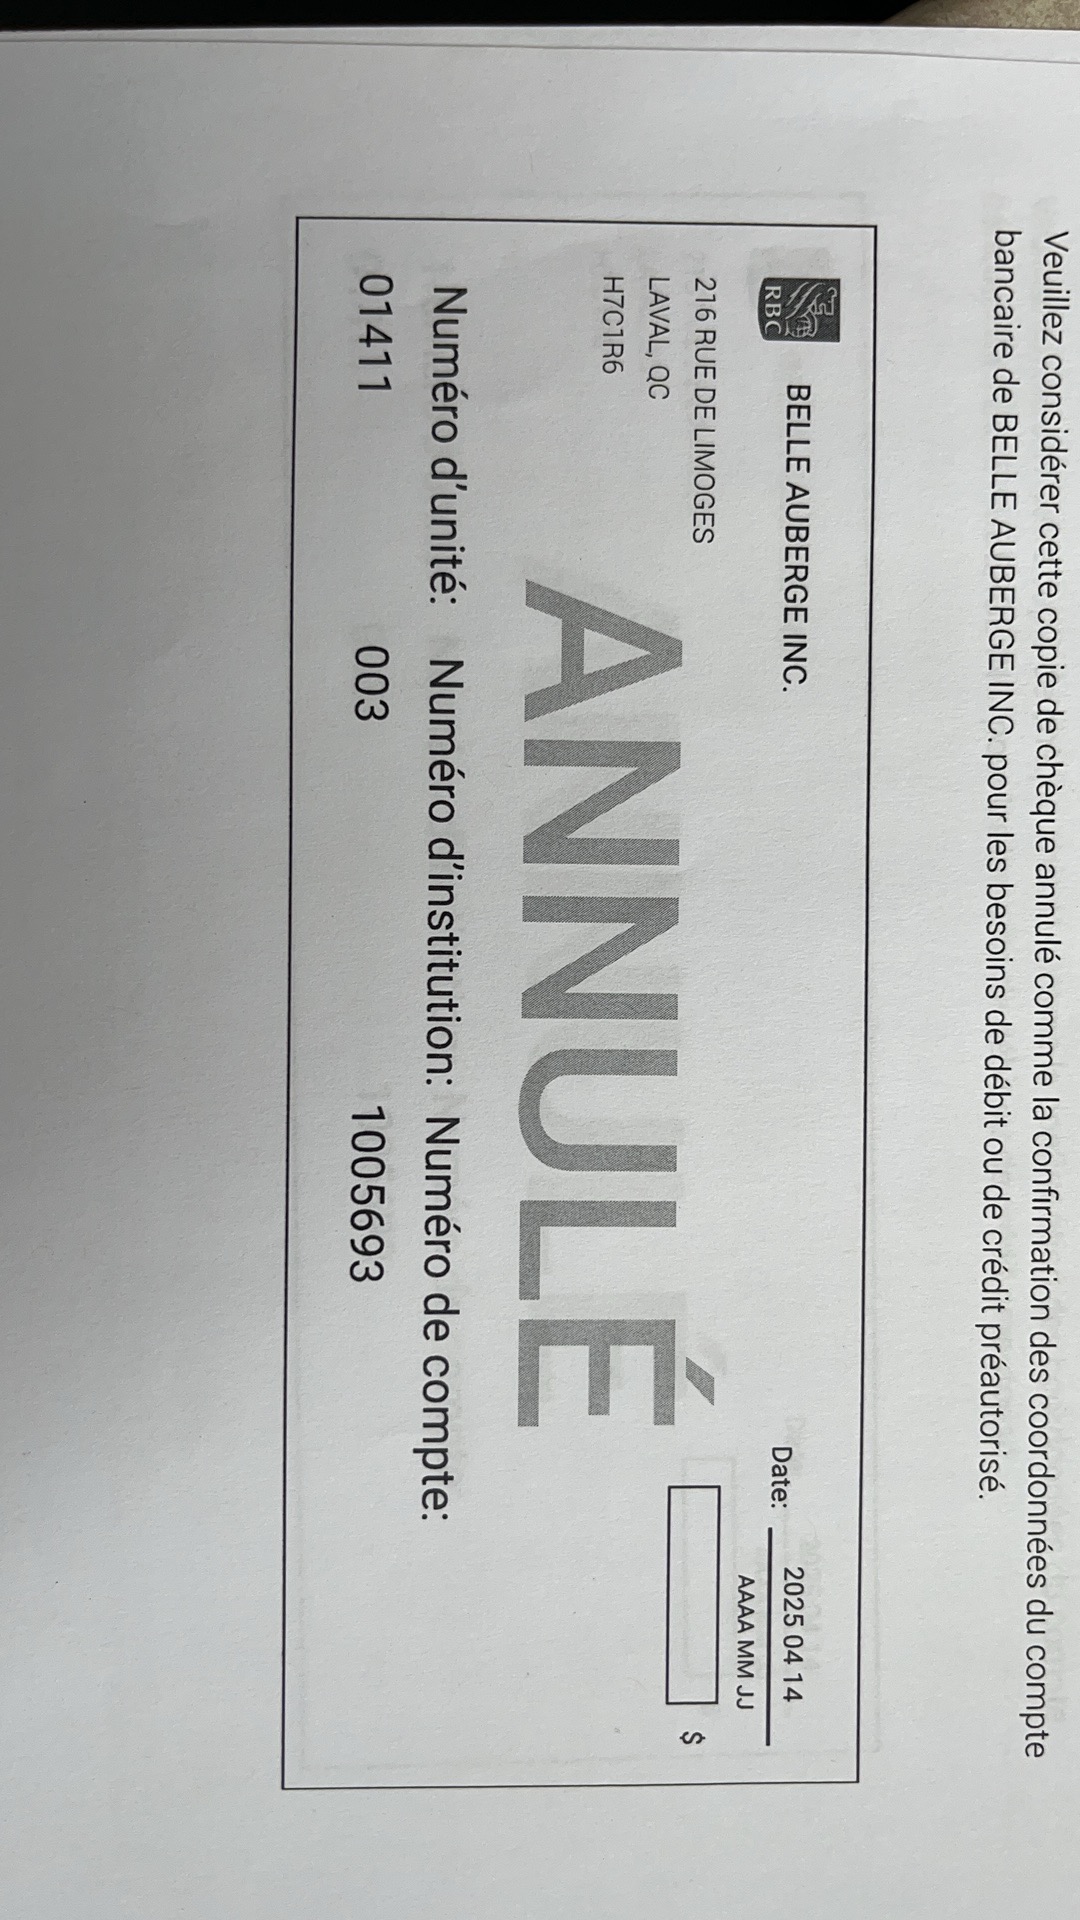 Veuillez considérer cette copie de chèque annulé comme la confirmation des coordonnées du compte
bancaire de BELLE AUBERGE INC. pour les besoins de débit ou de crédit préautorisé.
RBC
BELLE AUBERGE INC.
Date: 2025 04 14
AAAA MM JJ
216 RUE DE LIMOGES
LAVAL, QC
H7C1R6
$
ANNULÉ
Numéro d'unité: Numéro d'institution: Numéro de compte:
01411 003 1005693